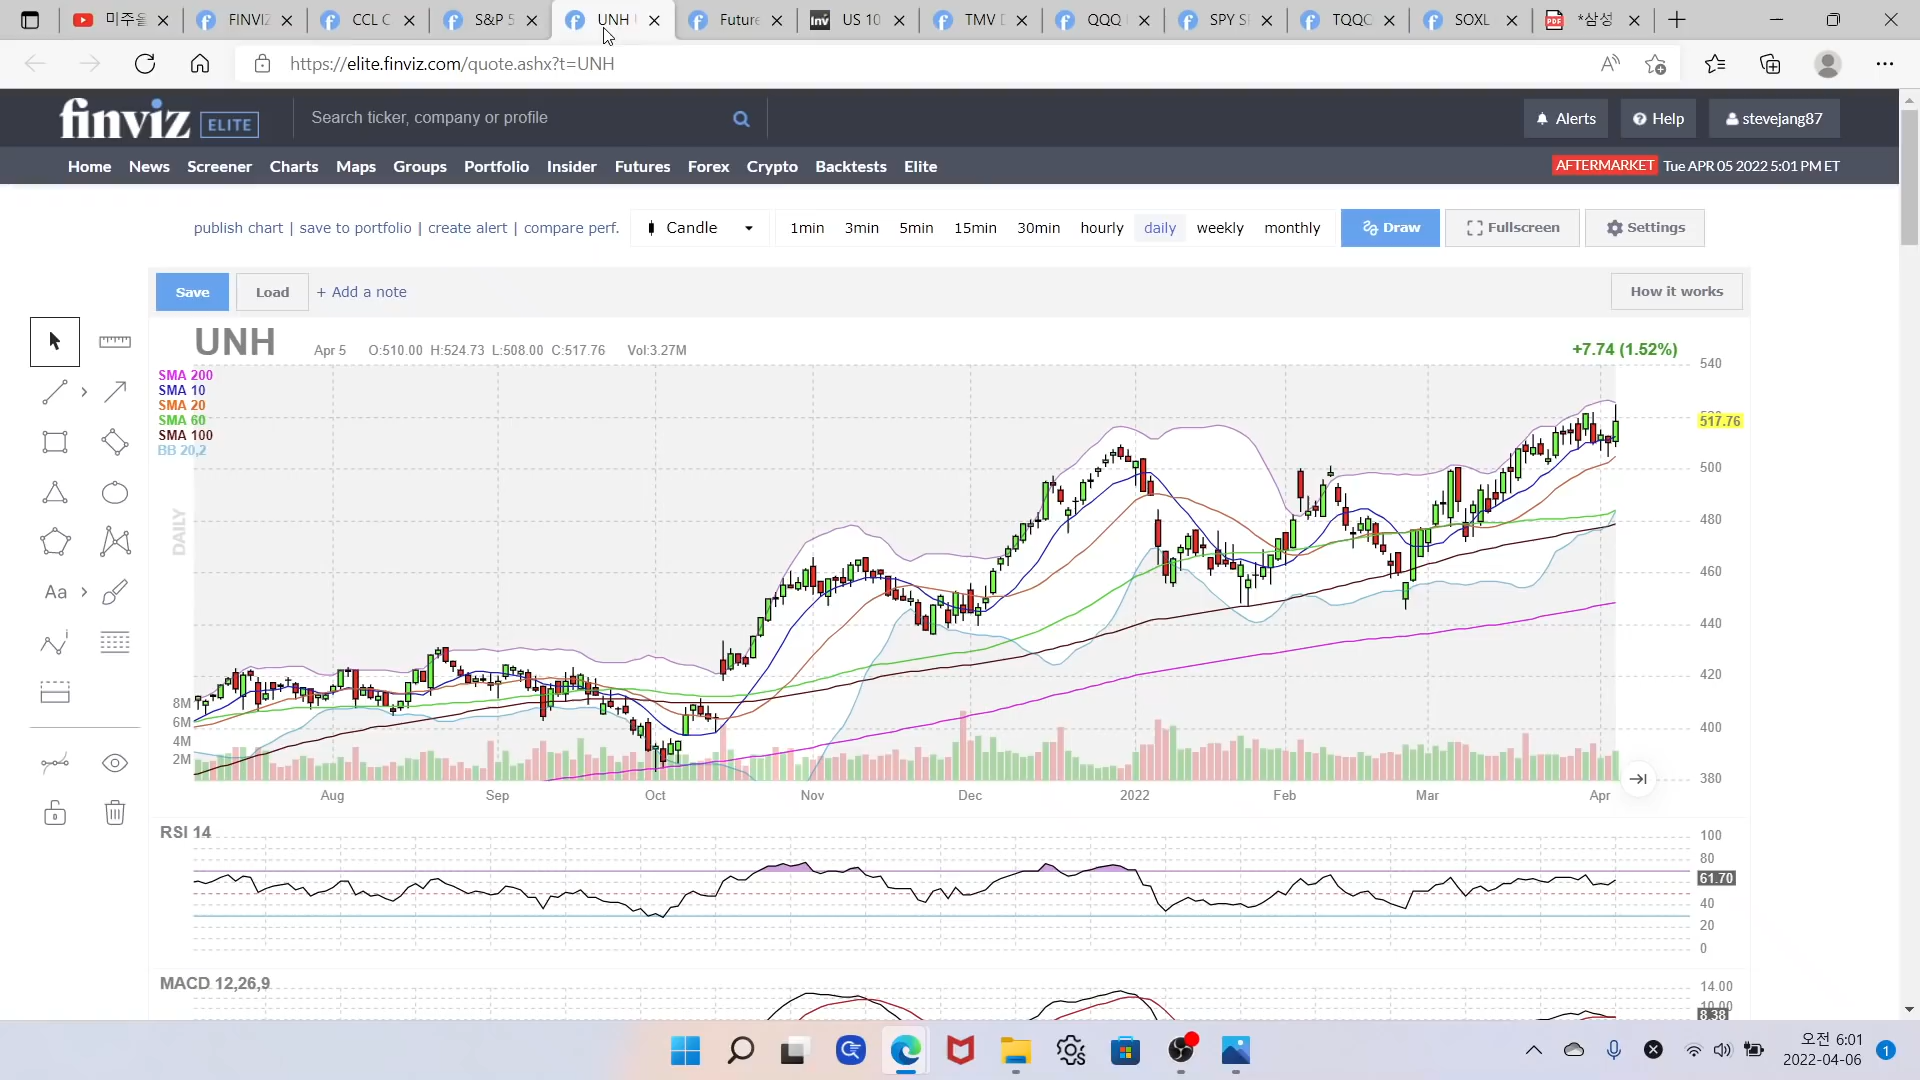 미주은
FINVIZ
CCL C
S&P 5
UNH
Future
US 10
TMV D
QQQ
SPY S
TQQQ
SOXL
*삼성
https://elite.finviz.com/quote.ashx?t=UNH
finviz ELITE
Search ticker, company or profile
Alerts
Help
stevejang87
Home News Screener Charts Maps Groups Portfolio Insider Futures Forex Crypto Backtests Elite
AFTERMARKET Tue APR 05 2022 5:01 PM ET
publish chart | save to portfolio | create alert | compare perf.
Candle
1min 3min 5min 15min 30min hourly daily weekly monthly
Draw
Fullscreen
Settings
Save
Load
+ Add a note
How it works
UNH
Apr 5 O:510.00 H:524.73 L:508.00 C:517.76 Vol:3.27M
+7.74 (1.52%)
SMA 200
SMA 10
SMA 20
SMA 60
SMA 100
BB 20,2
DAILY
Aa
540
517.76
500
480
460
440
420
400
380
8M
6M
4M
2M
Aug Sep Oct Nov Dec 2022 Feb Mar Apr
RSI 14
100
80
61.70
40
20
0
MACD 12,26,9
14.00
10.00
8.38
오전 6:01
2022-04-06
1